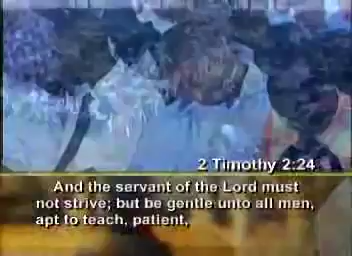 2 Timothy 2:24
And the servant of the Lord must
not strive; but be gentle unto all men,
apt to teach, patient,